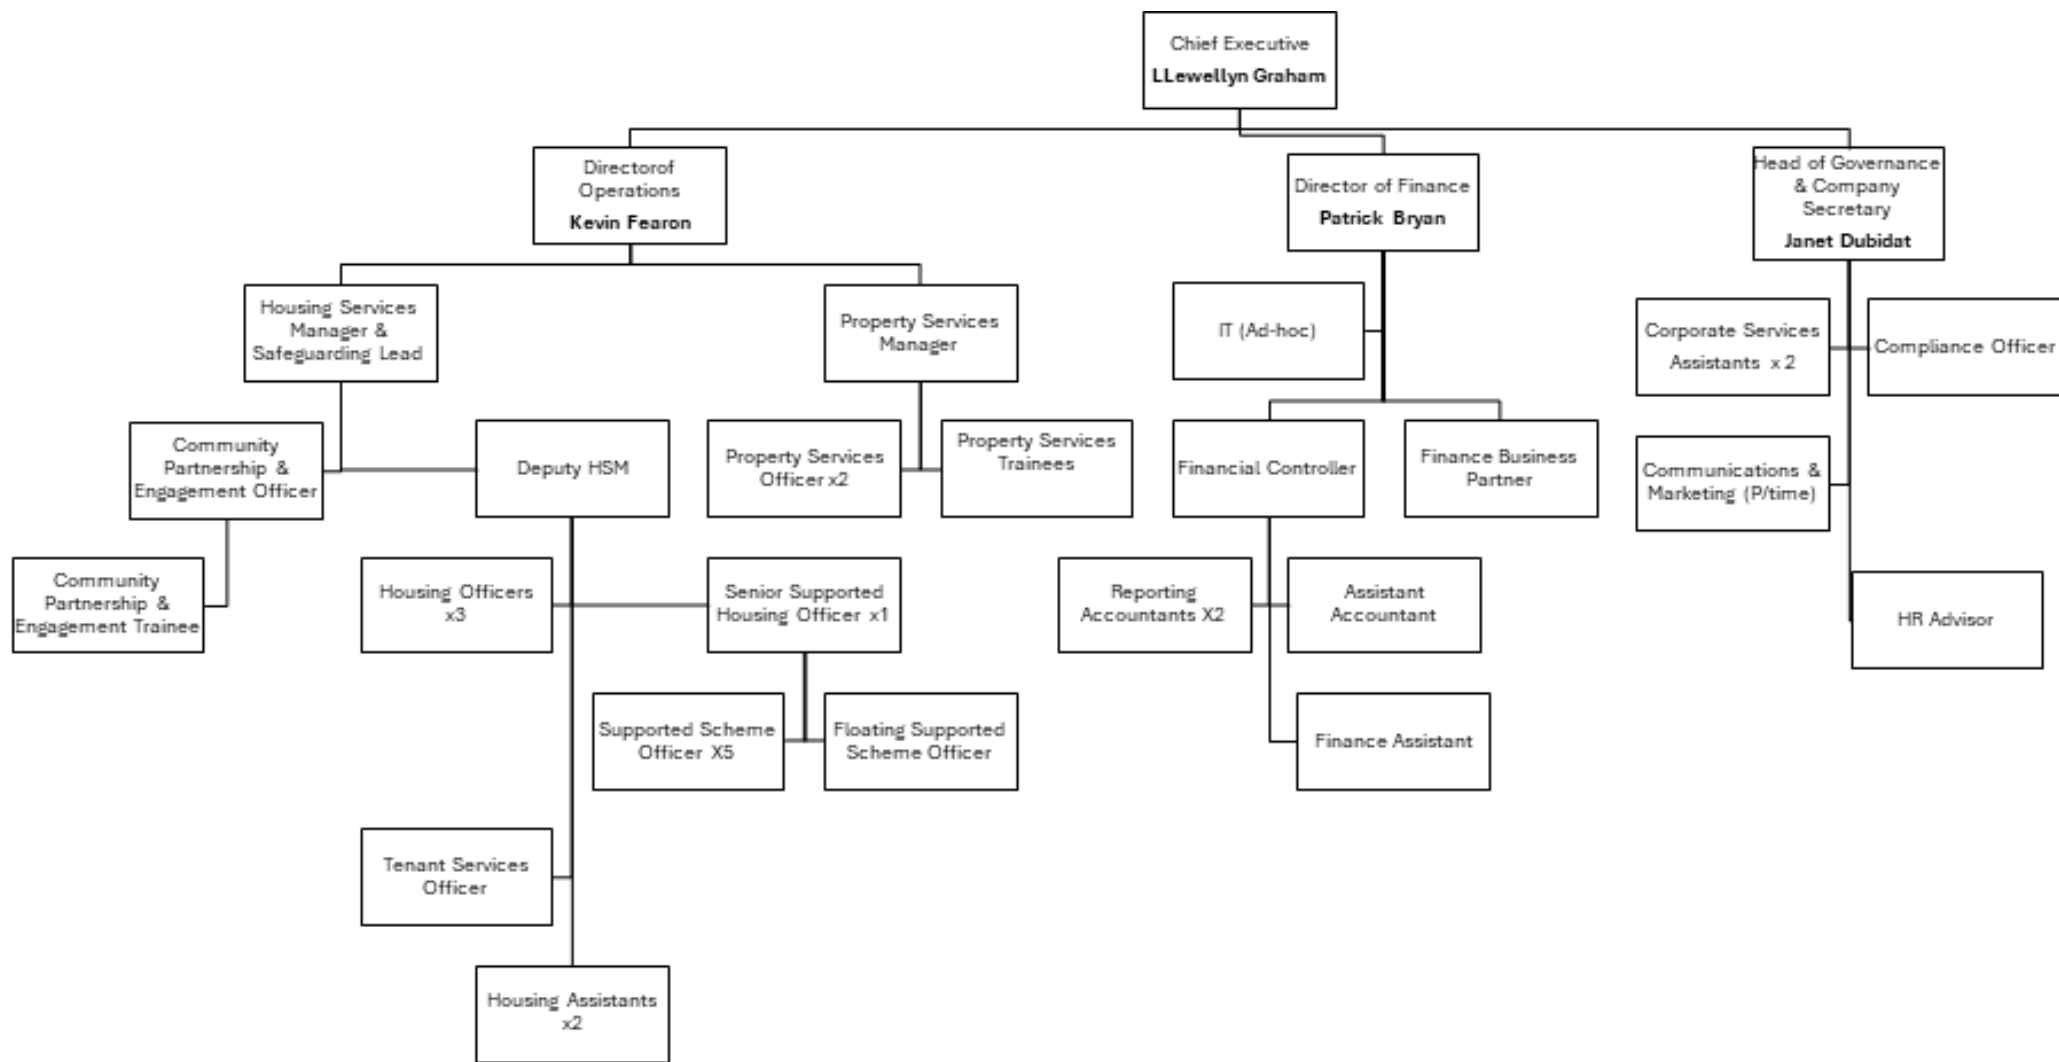 Chief Executive
LLewellyn Graham
Directorof
Operations
Kevin Fearon
Director of Finance
Patrick Bryan
Head of Governance
& Company
Secretary
Janet Dubidat
Housing Services
Manager &
Safeguarding Lead
Property Services
Manager
IT (Ad-hoc)
Corporate Services
Assistants x 2
Compliance Officer
Community
Partnership &
Engagement Officer
Deputy HSM
Property Services
Officer x2
Property Services
Trainees
Financial Controller
Finance Business
Partner
Communications &
Marketing (P/time)
Community
Partnership &
Engagement Trainee
Housing Officers
x3
Senior Supported
Housing Officer x1
Reporting
Accountants X2
Assistant
Accountant
HR Advisor
Supported Scheme
Officer X5
Floating Supported
Scheme Officer
Finance Assistant
Tenant Services
Officer
Housing Assistants
x2